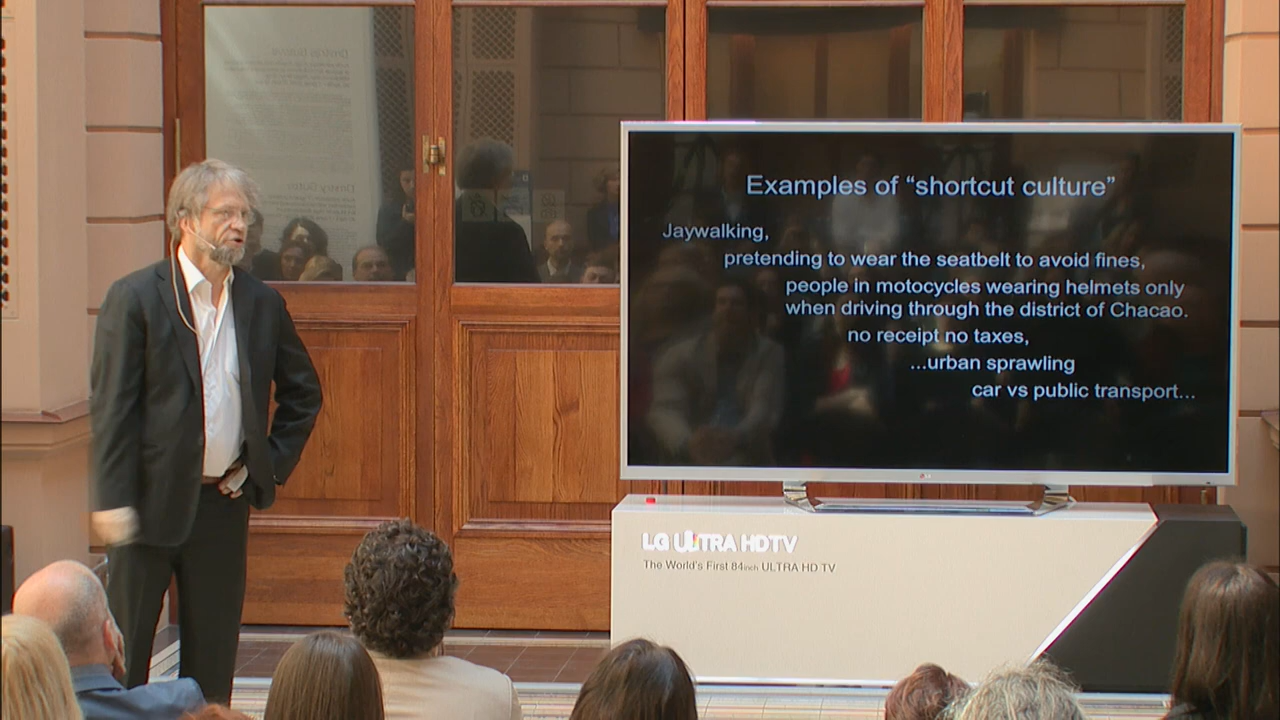 Examples of “shortcut culture”
Jaywalking,
pretending to wear the seatbelt to avoid fines,
people in motocycles wearing helmets only
when driving through the district of Chacao.
no receipt no taxes,
...urban sprawling
car vs public transport...
LG
LG ULTRA HDTV
The World's First 84inch ULTRA HD TV